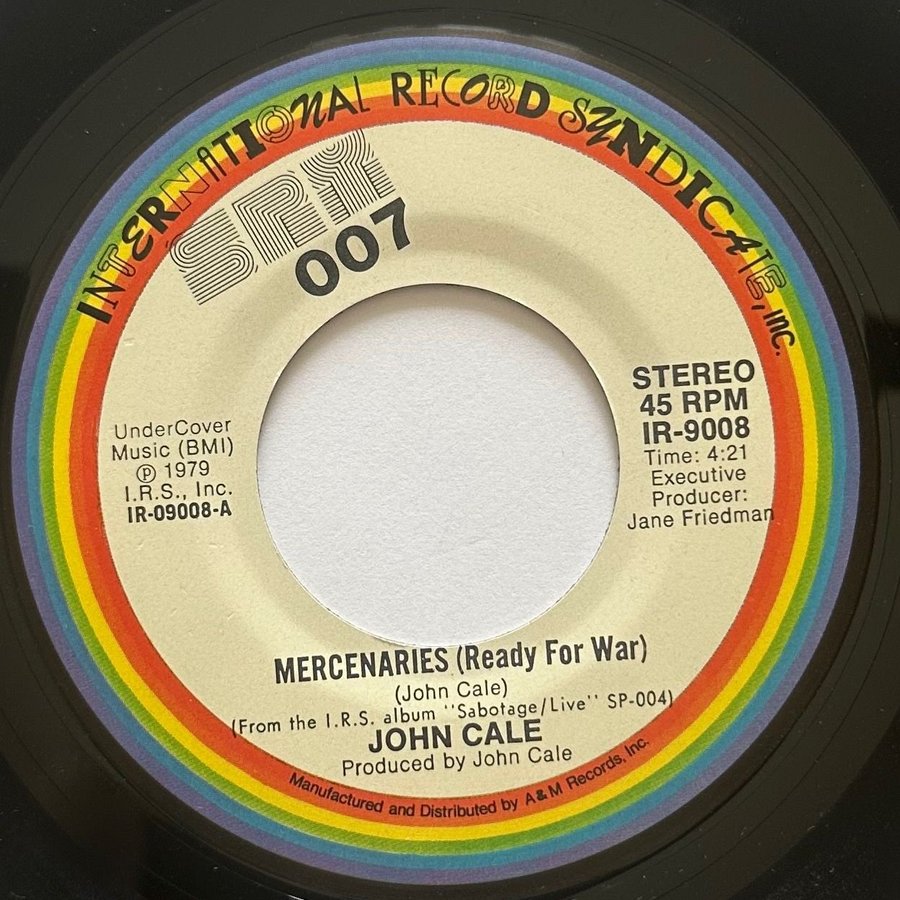 INTERNATIONAL RECORD SYNDICATE, INC.
SPY
007
UnderCover
Music (BMI)
℗ 1979
I.R.S., Inc.
IR-09008-A
STEREO
45 RPM
IR-9008
Time: 4:21
Executive
Producer:
Jane Friedman
MERCENARIES (Ready For War)
(John Cale)
(From the I.R.S. album "Sabotage/Live" SP-004)
JOHN CALE
Produced by John Cale
Manufactured and Distributed by A&M Records, Inc.